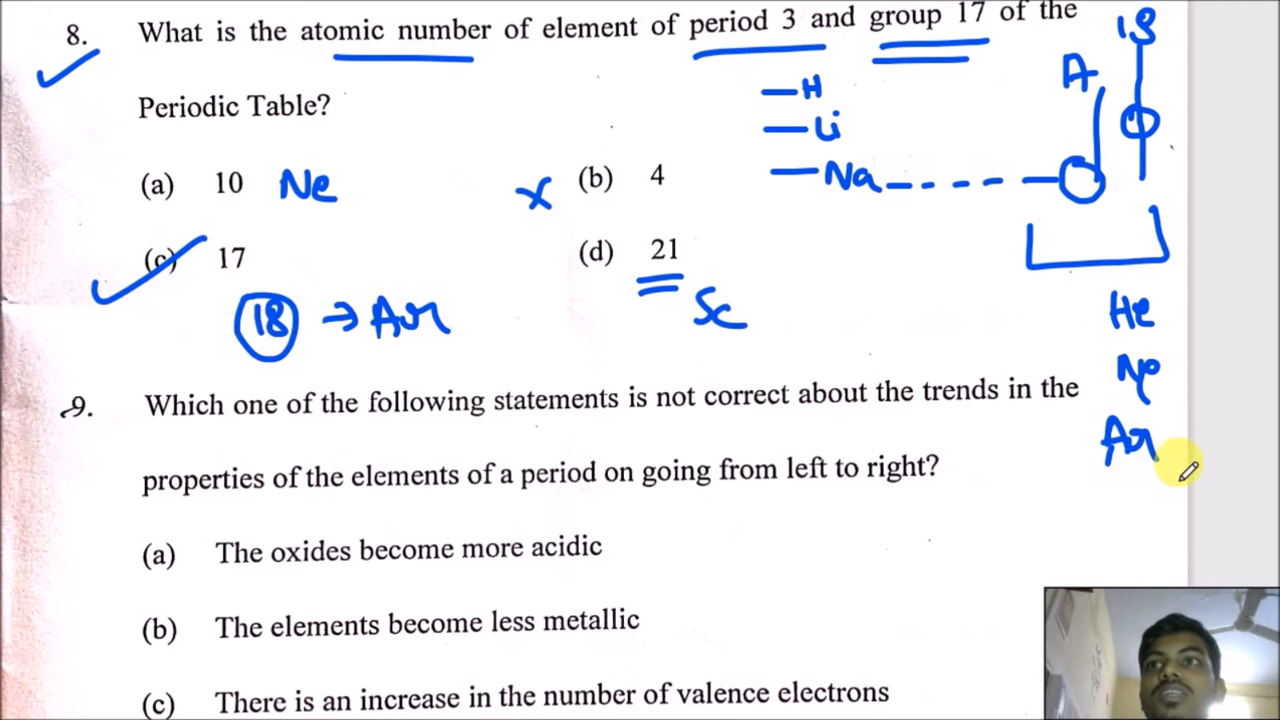 8. What is the atomic number of element of period 3 and group 17 of the
18
A
Periodic Table?
H
Li
Na
(a) 10 Ne
x (b) 4
(c) 17
(d) 21
Sc
18 → Ar
He
Ne
Ar
9. Which one of the following statements is not correct about the trends in the
properties of the elements of a period on going from left to right?
(a) The oxides become more acidic
(b) The elements become less metallic
(c) There is an increase in the number of valence electrons